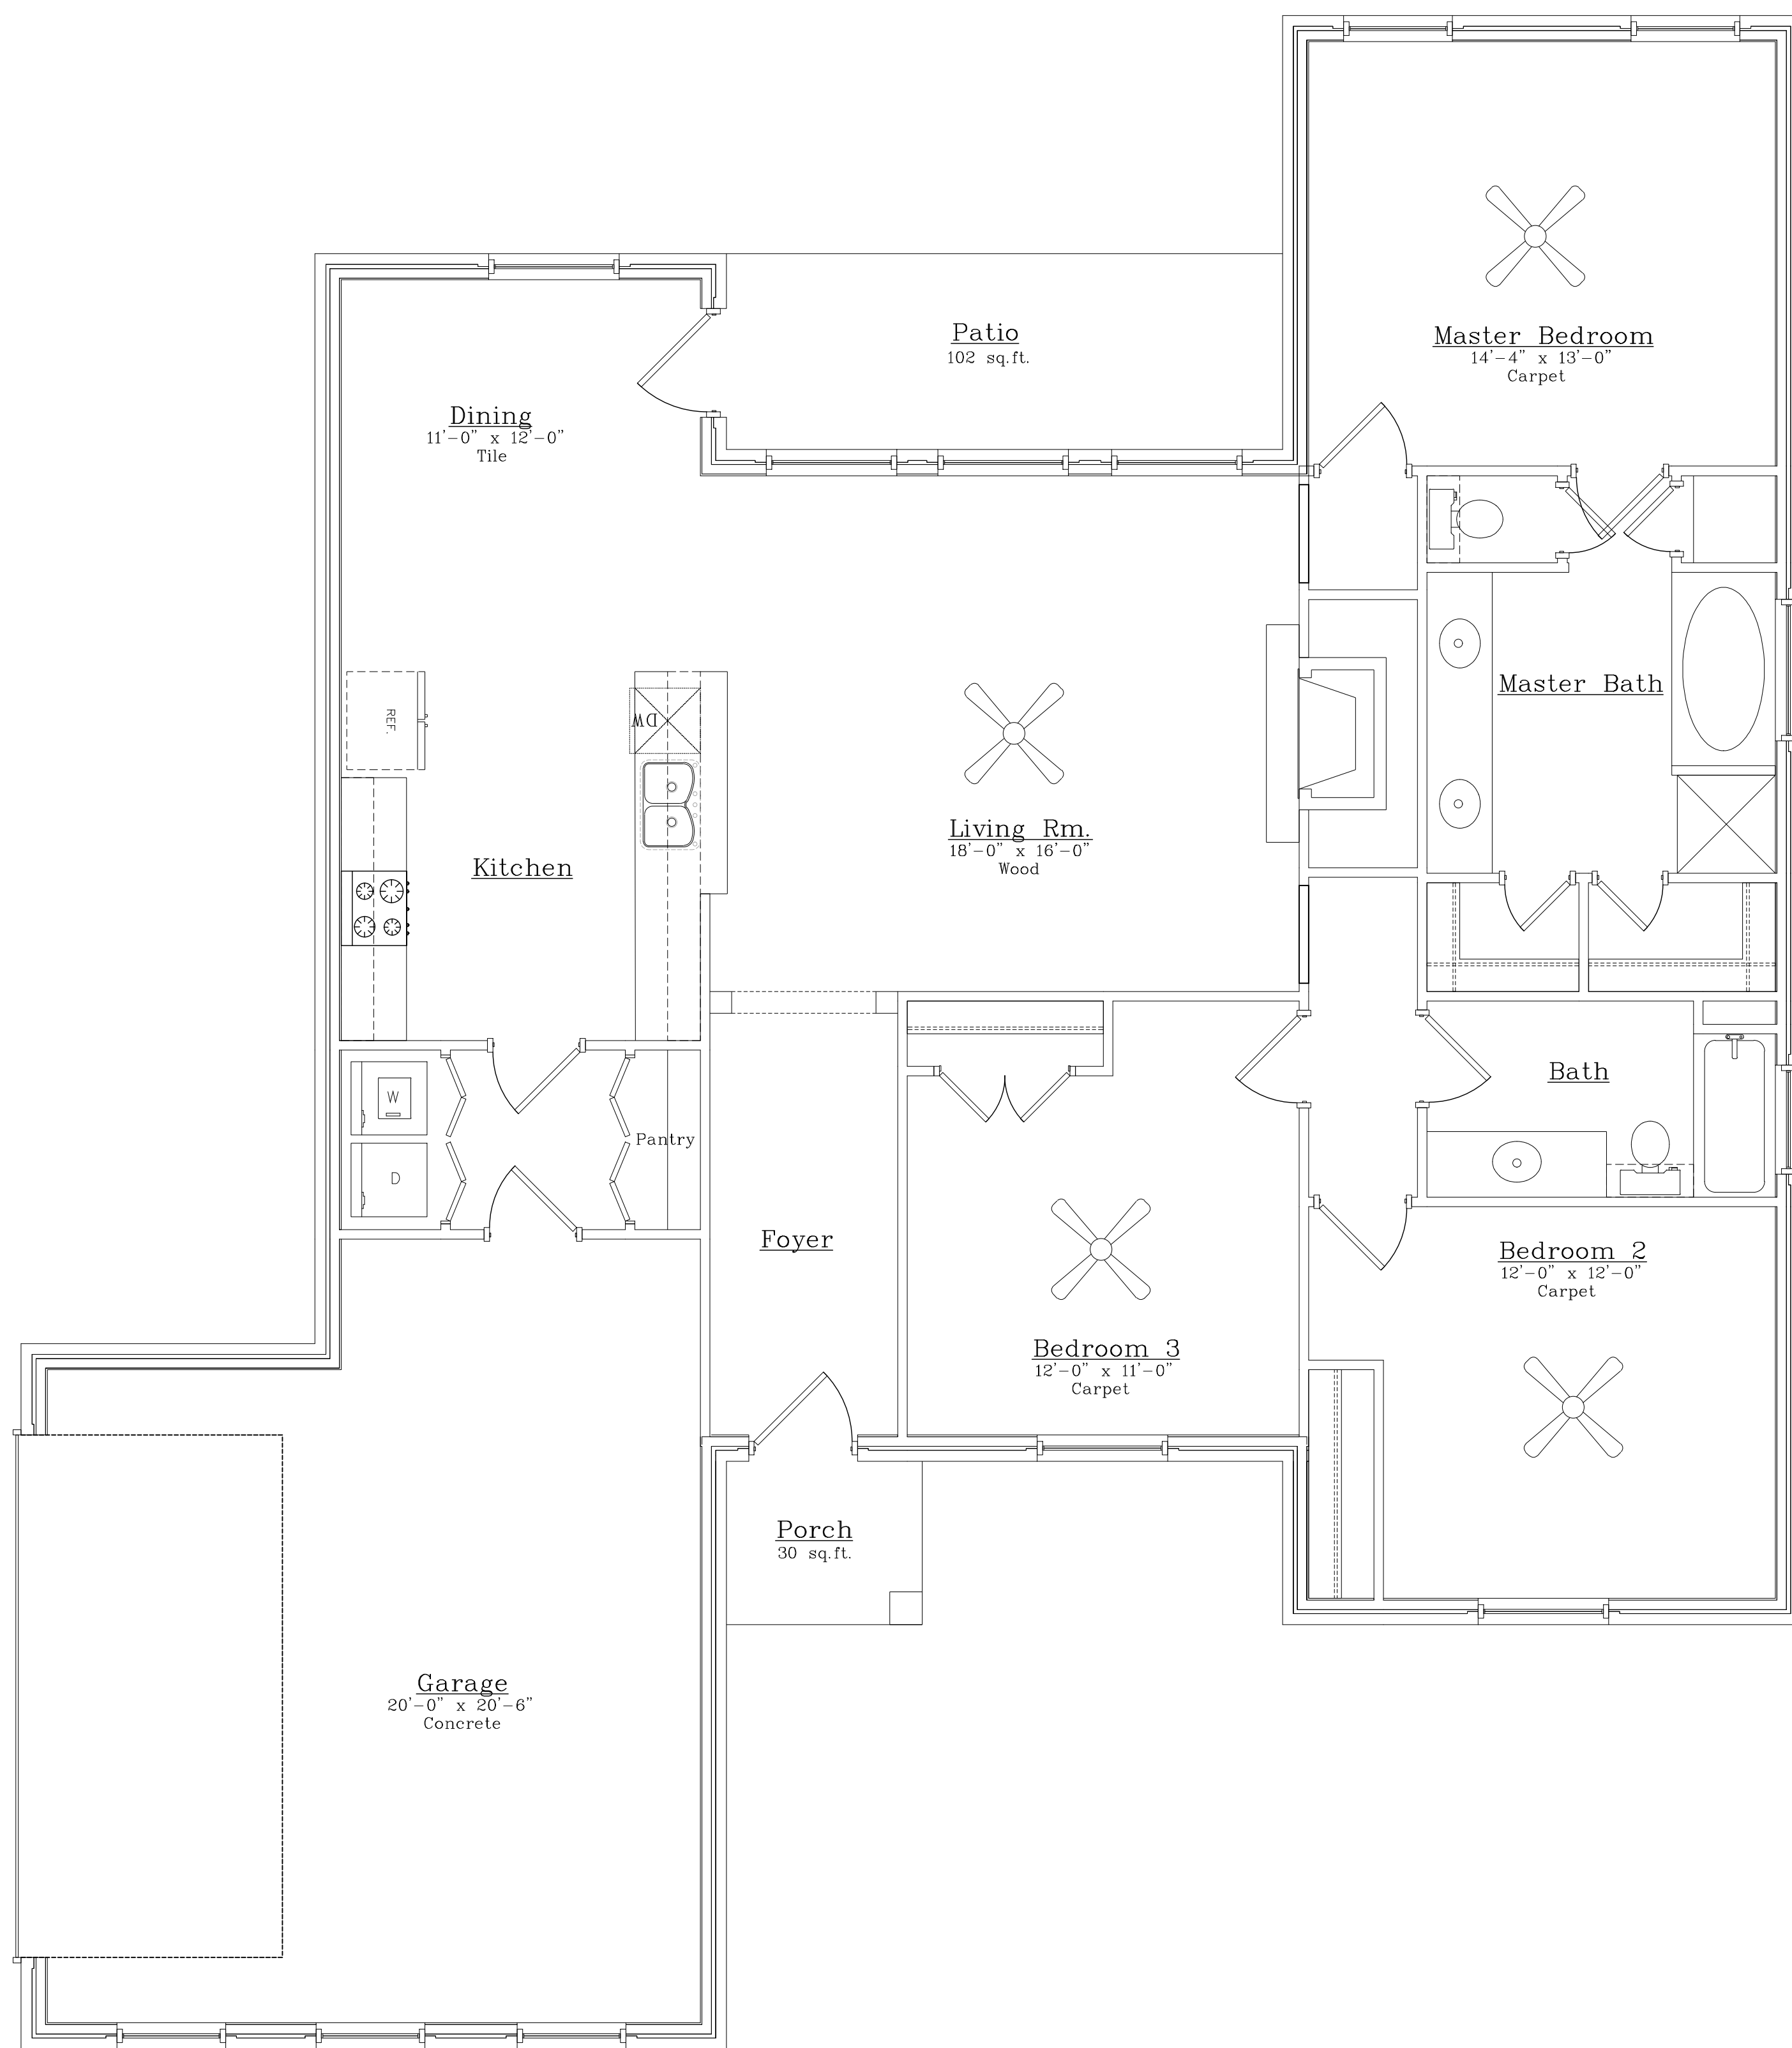 Master Bedroom
14'-4" x 13'-0"
Carpet
Patio
102 sq.ft.
Dining
11'-0" x 12'-0"
Tile
Master Bath
REF.
DW
Living Rm.
18'-0" x 16'-0"
Wood
Kitchen
Bath
W
Pantry
D
Foyer
Bedroom 2
12'-0" x 12'-0"
Carpet
Bedroom 3
12'-0" x 11'-0"
Carpet
Porch
30 sq.ft.
Garage
20'-0" x 20'-6"
Concrete